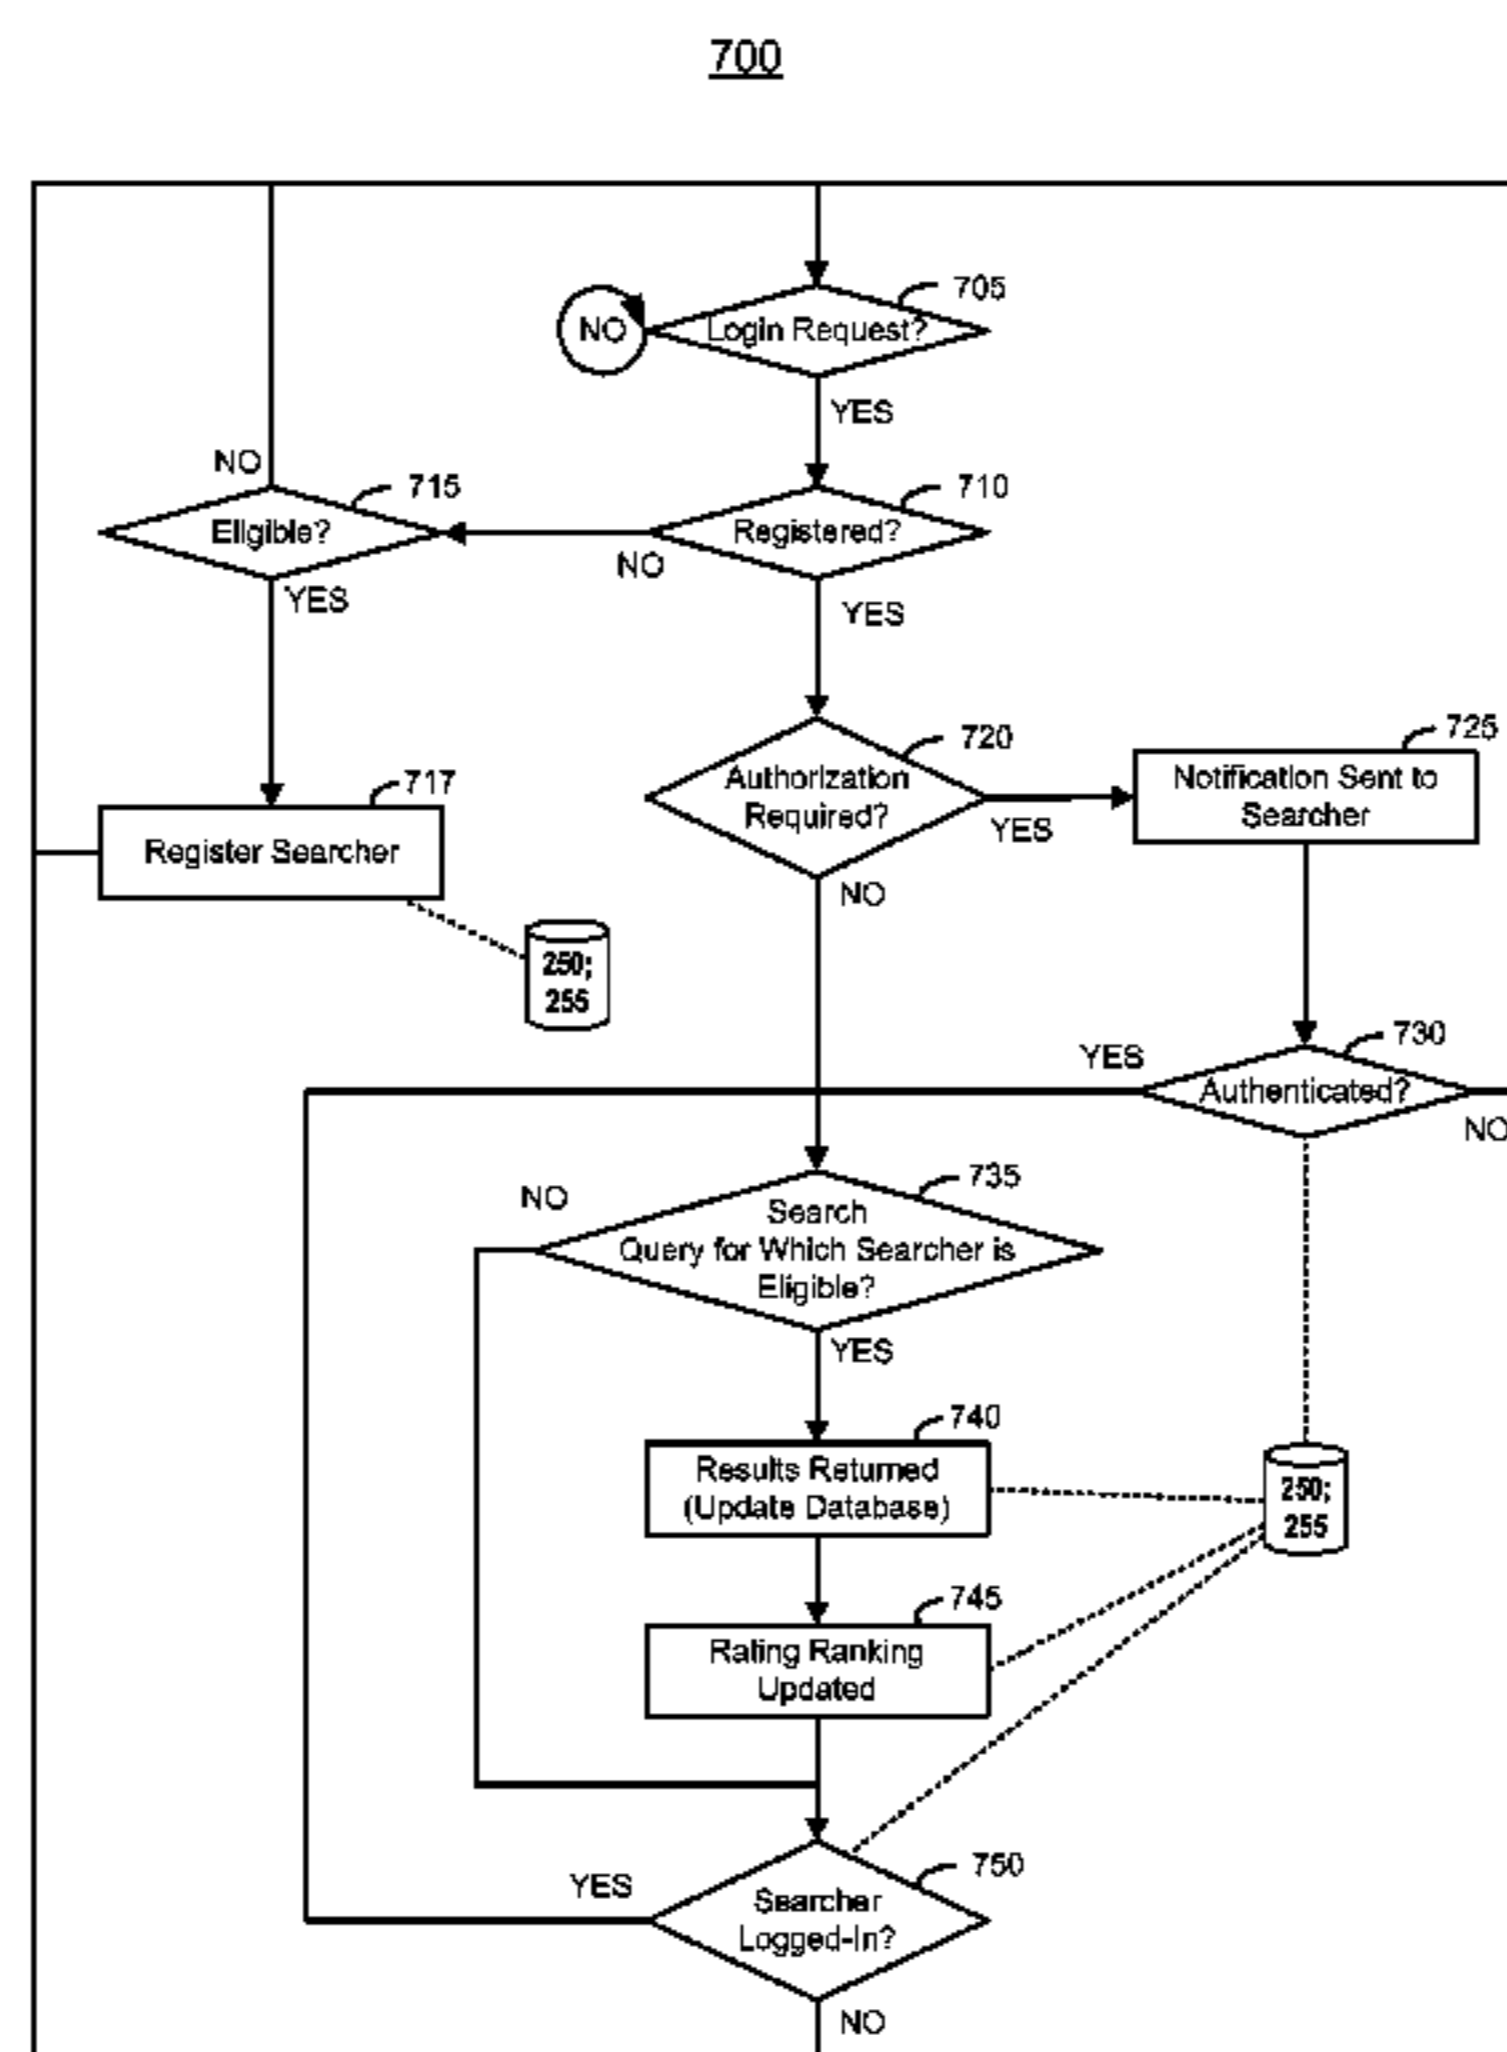 700
705
NO
Login Request?
YES
NO
715
710
Eligible?
Registered?
NO
YES
YES
720
725
Authorization
Required?
Notification Sent to
Searcher
717
YES
Register Searcher
NO
250;
255
730
YES
Authenticated?
NO
735
NO
Search
Query for Which Searcher is
Eligible?
YES
740
Results Returned
(Update Database)
250;
255
745
Rating Ranking
Updated
750
YES
Searcher
Logged-In?
NO